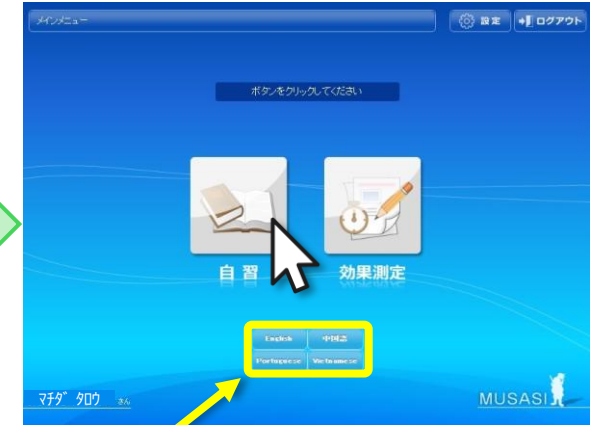 メインメニュー
設定
ログアウト
ボタンをクリックしてください
自習
効果測定
English 中国語
Portuguese Vietnamese
マチダ タロウ さん
MUSASI